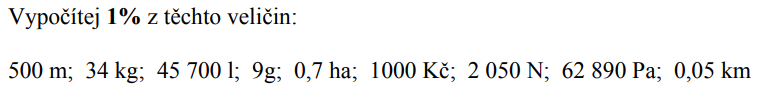 Vypočítej 1% z těchto veličin:
500 m; 34 kg; 45 700 l; 9g; 0,7 ha; 1000 Kč; 2 050 N; 62 890 Pa; 0,05 km